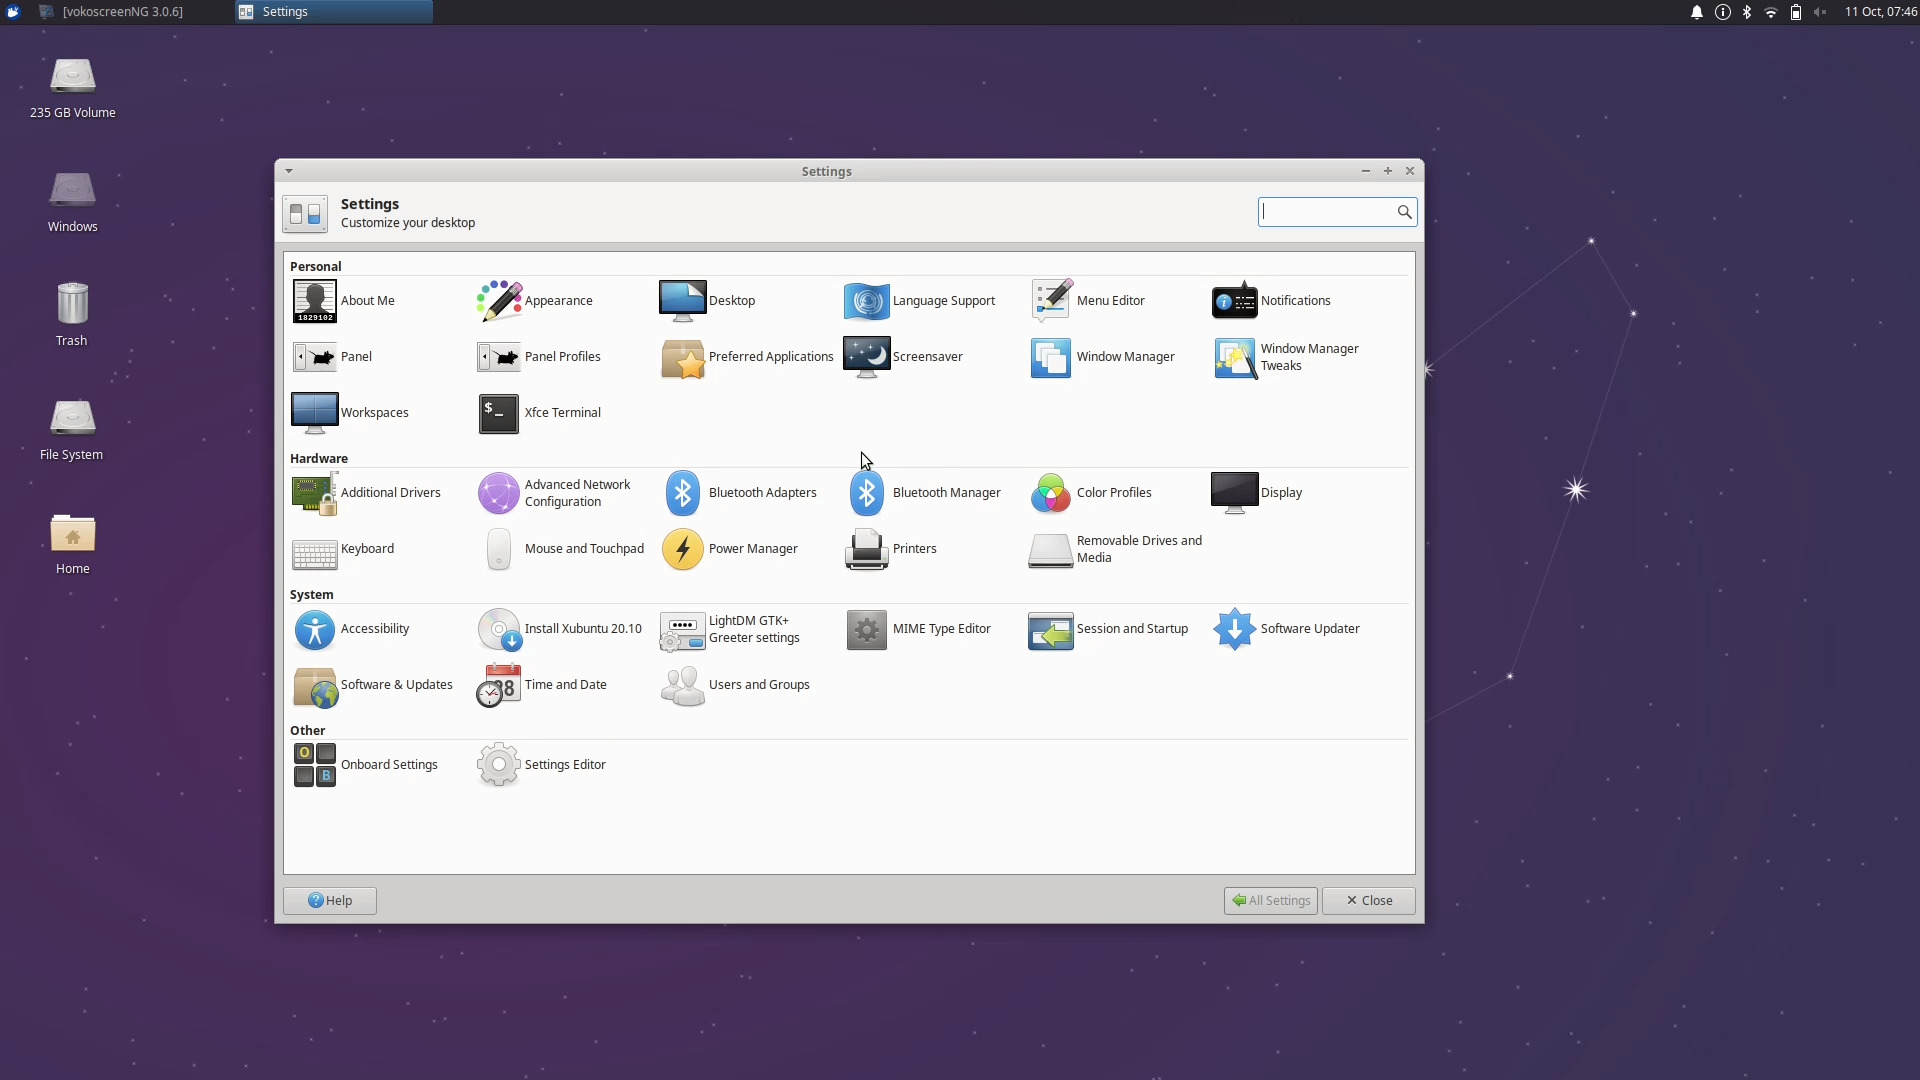 [vokoscreenNG 3.0.6]
Settings
11 Oct, 07:46
235 GB Volume
Windows
Trash
File System
Home
Settings
Settings
Customize your desktop
Personal
1829102
About Me
Appearance
Desktop
Language Support
Menu Editor
Notifications
Panel
Panel Profiles
Preferred Applications
Screensaver
Window Manager
Window Manager
Tweaks
Workspaces
$_
Xfce Terminal
Hardware
Additional Drivers
Advanced Network
Configuration
Bluetooth Adapters
Bluetooth Manager
Color Profiles
Display
Keyboard
Mouse and Touchpad
Power Manager
Printers
Removable Drives and
Media
System
Accessibility
Install Xubuntu 20.10
LightDM GTK+
Greeter settings
MIME Type Editor
Session and Startup
Software Updater
Software & Updates
Time and Date
Users and Groups
Other
O
B
Onboard Settings
Settings Editor
Help
All Settings
Close